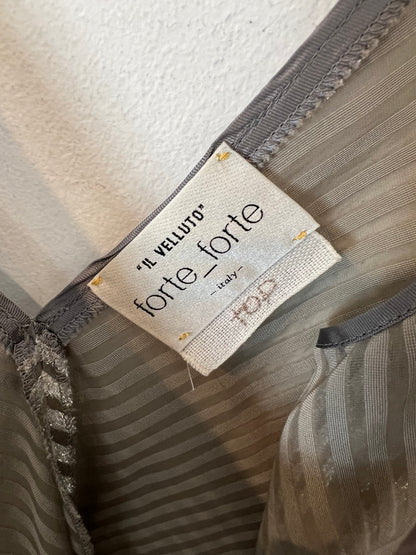 "IL VELLUTO"
forte_forte
– italy –
top